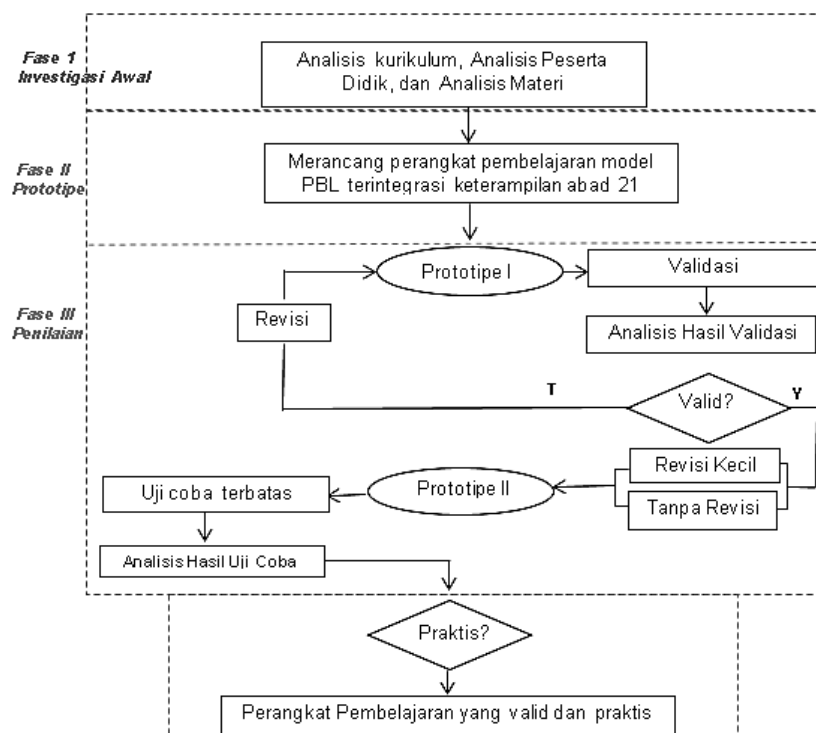 Fase 1
Investigasi Awal
Analisis kurikulum, Analisis Peserta
Didik, dan Analisis Materi
Fase II
Prototipe
Merancang perangkat pembelajaran model
PBL terintegrasi keterampilan abad 21
Fase III
Penilaian
Prototipe I
Validasi
Revisi
Analisis Hasil Validasi
T
Valid?
Y
Revisi Kecil
Tanpa Revisi
Prototipe II
Uji coba terbatas
Analisis Hasil Uji Coba
Praktis?
Perangkat Pembelajaran yang valid dan praktis